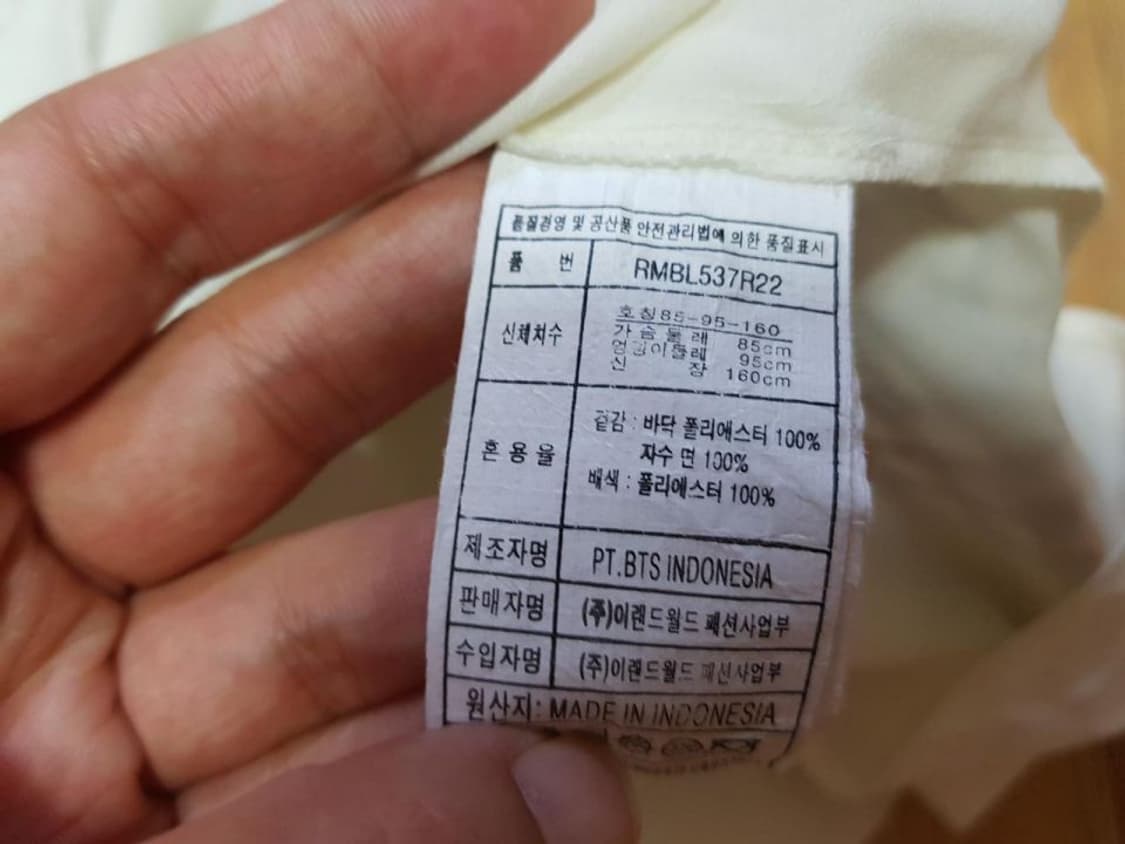 품질경영 및 공산품 안전관리법에 의한 품질표시
품 번 RMBL537R22
신체치수
호칭85-95-160
가슴둘레 85cm
엉덩이둘레 95cm
신 장 160cm
혼용율
겉감 : 바닥 폴리에스터 100%
자수 면 100%
배색 : 폴리에스터 100%
제조자명 PT.BTS INDONESIA
판매자명 (주)이랜드월드 패션사업부
수입자명 (주)이랜드월드 패션사업부
원산지: MADE IN INDONESIA